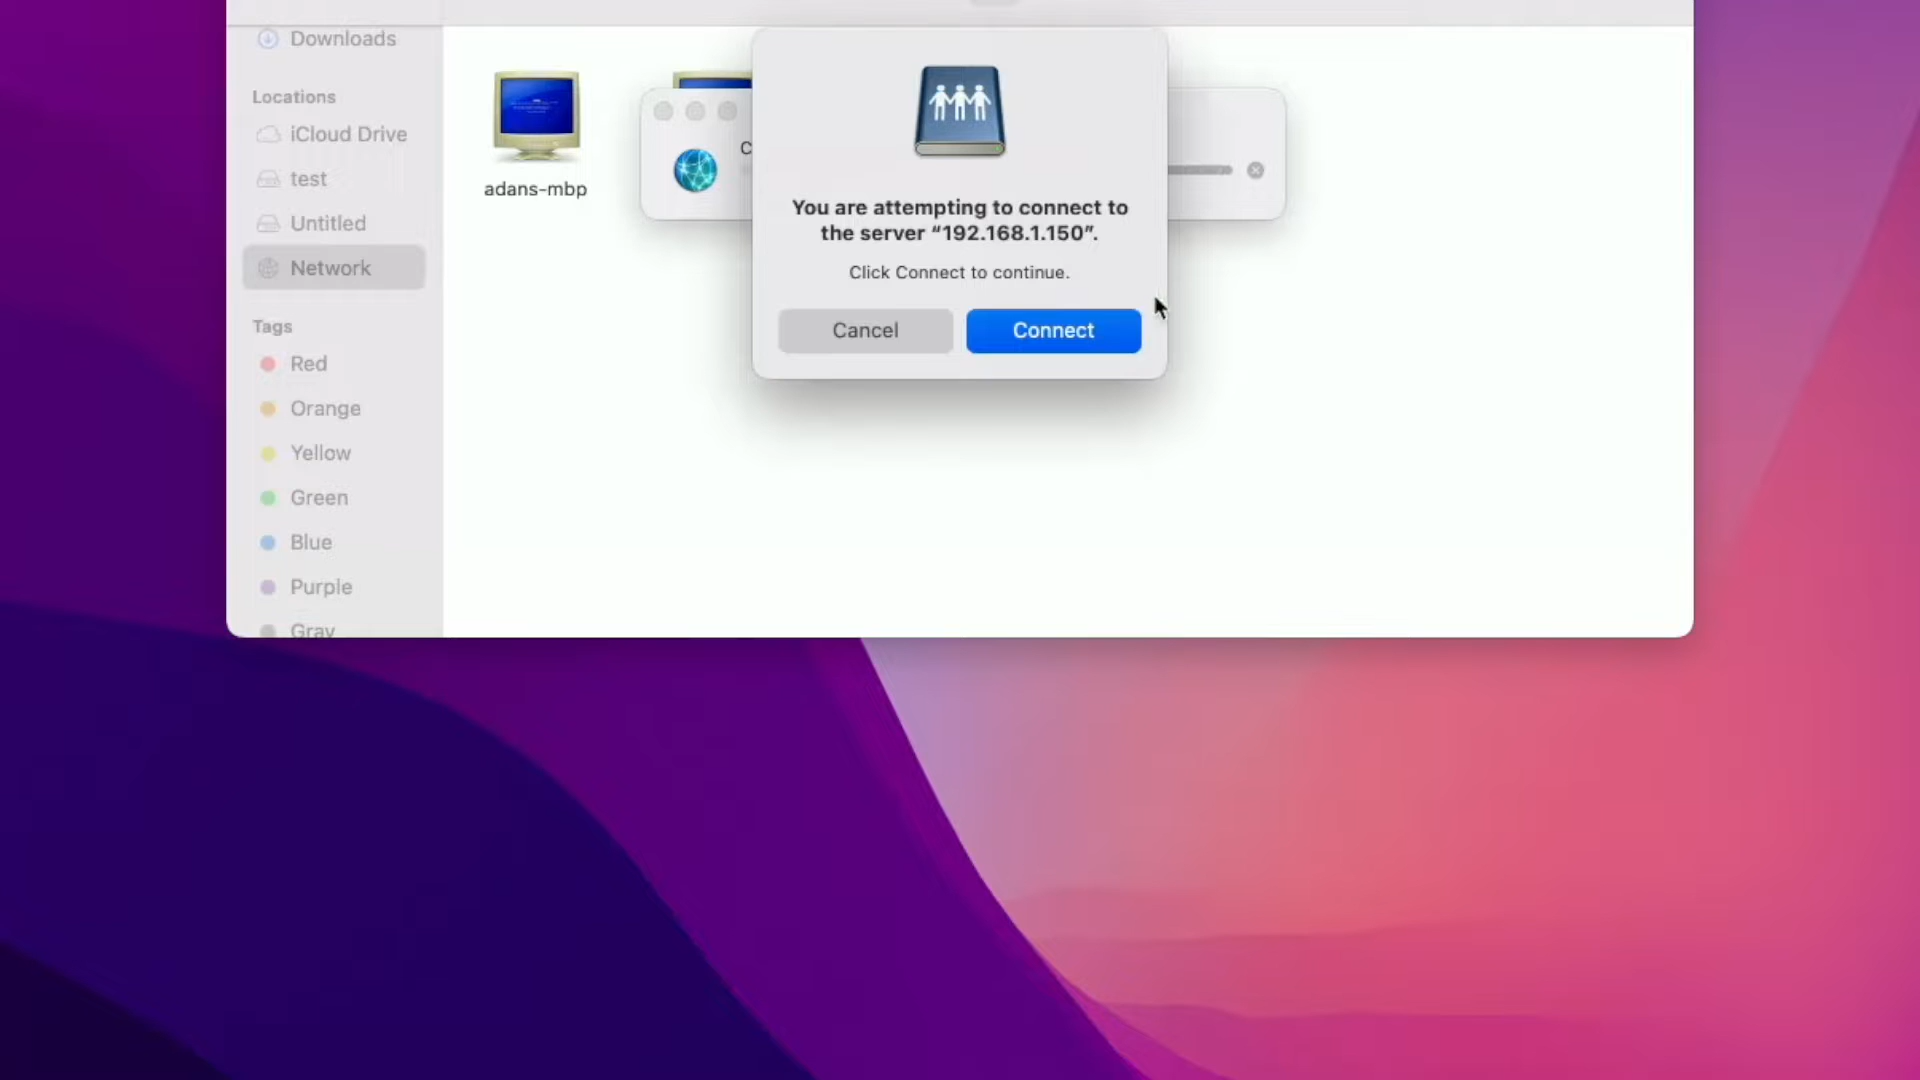 Downloads
Locations
iCloud Drive
test
Untitled
Network
Tags
Red
Orange
Yellow
Green
Blue
Purple
Gray
adans-mbp
C
You are attempting to connect to
the server “192.168.1.150”.
Click Connect to continue.
Cancel
Connect